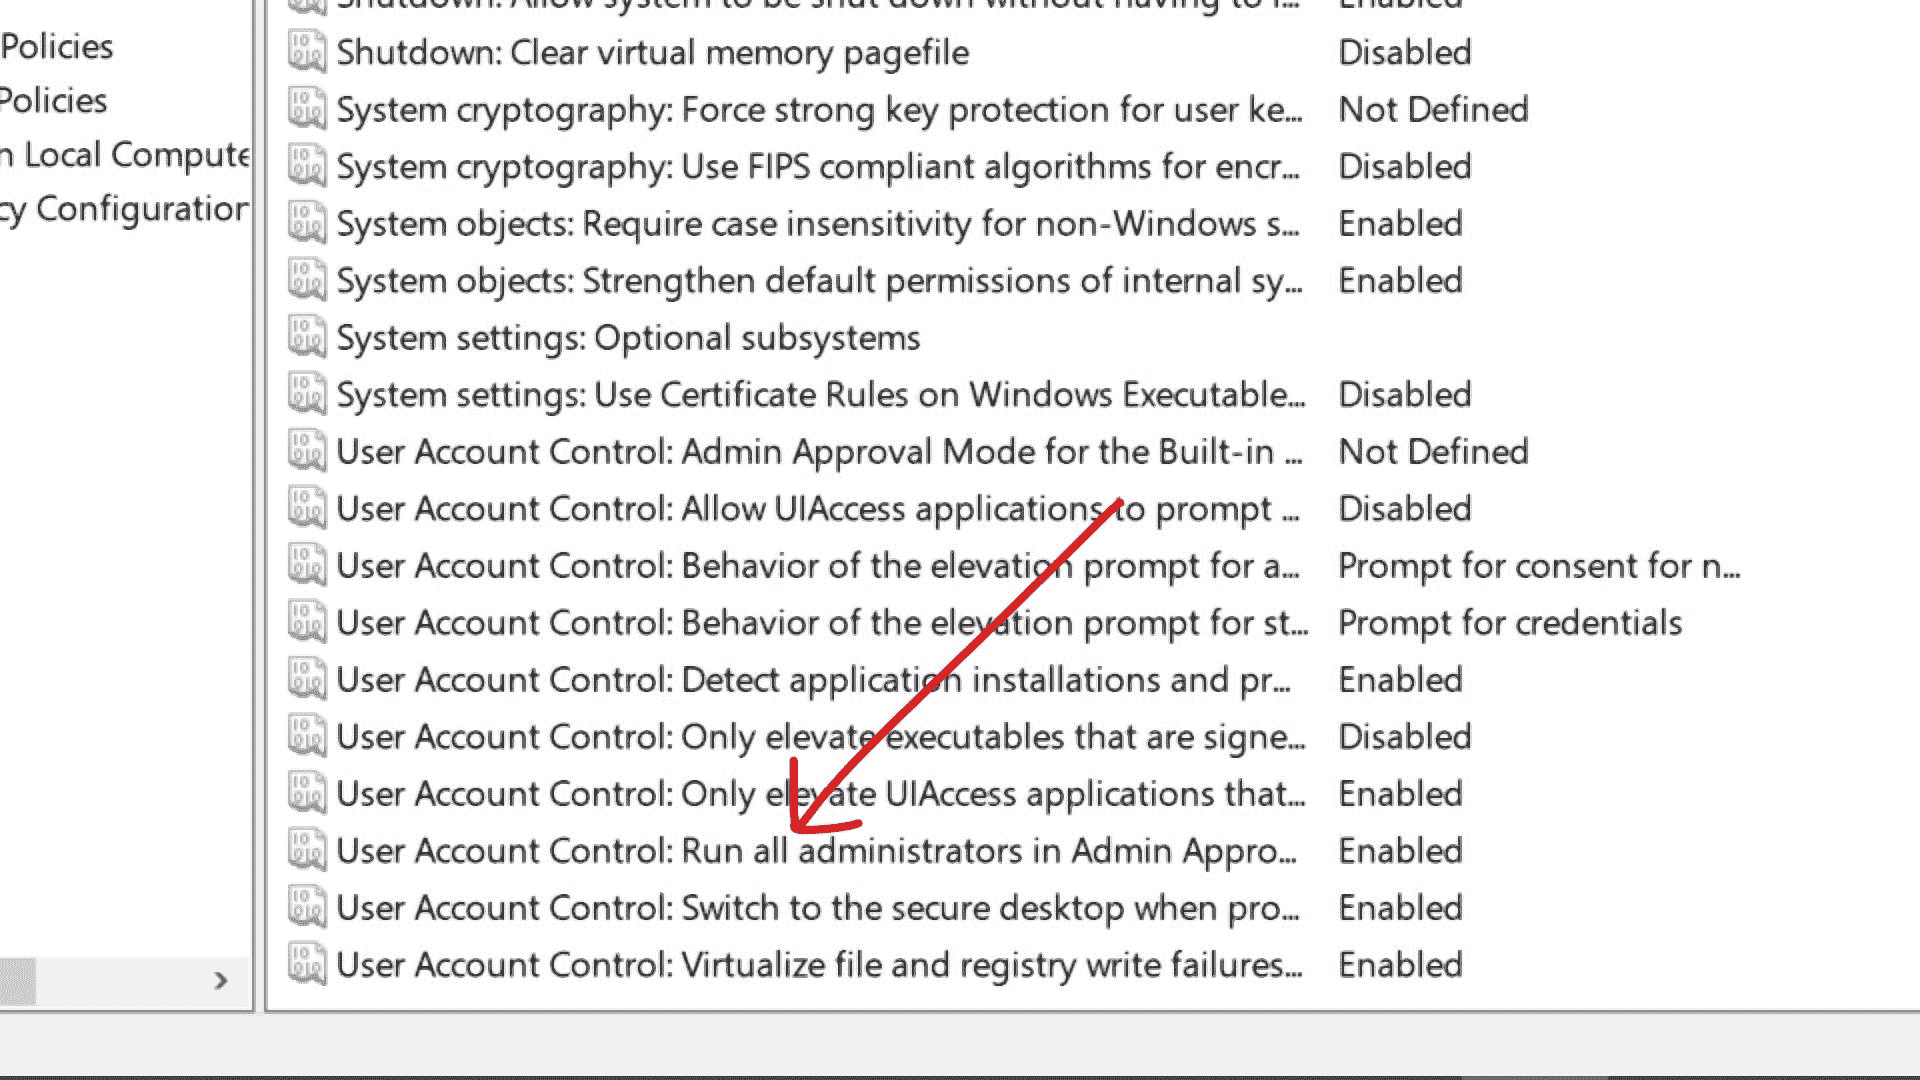 Policies
Policies
n Local Compute
cy Configuration
Shutdown: Allow system to be shut down without having to l... Enabled
Shutdown: Clear virtual memory pagefile Disabled
System cryptography: Force strong key protection for user ke... Not Defined
System cryptography: Use FIPS compliant algorithms for encr... Disabled
System objects: Require case insensitivity for non-Windows s... Enabled
System objects: Strengthen default permissions of internal sy... Enabled
System settings: Optional subsystems
System settings: Use Certificate Rules on Windows Executable... Disabled
User Account Control: Admin Approval Mode for the Built-in ... Not Defined
User Account Control: Allow UIAccess applications to prompt ... Disabled
User Account Control: Behavior of the elevation prompt for a... Prompt for consent for n...
User Account Control: Behavior of the elevation prompt for st... Prompt for credentials
User Account Control: Detect application installations and pr... Enabled
User Account Control: Only elevate executables that are signe... Disabled
User Account Control: Only elevate UIAccess applications that... Enabled
User Account Control: Run all administrators in Admin Appro... Enabled
User Account Control: Switch to the secure desktop when pro... Enabled
User Account Control: Virtualize file and registry write failures... Enabled